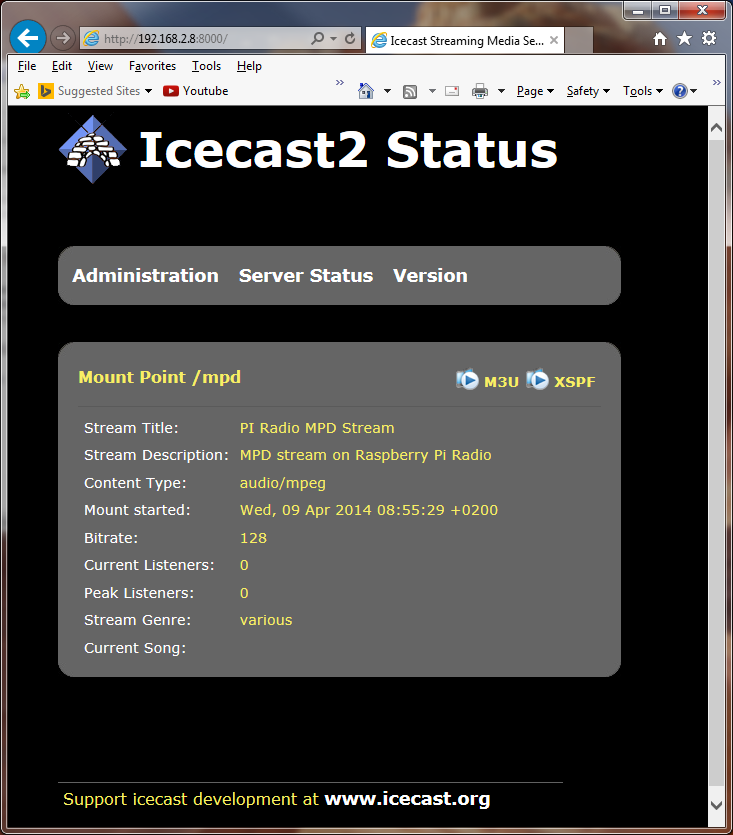 http://192.168.2.8:8000/
Icecast Streaming Media Se...
File Edit View Favorites Tools Help
Suggested Sites Youtube Page Safety Tools
Icecast2 Status
Administration Server Status Version
Mount Point /mpd M3U XSPF
Stream Title: PI Radio MPD Stream
Stream Description: MPD stream on Raspberry Pi Radio
Content Type: audio/mpeg
Mount started: Wed, 09 Apr 2014 08:55:29 +0200
Bitrate: 128
Current Listeners: 0
Peak Listeners: 0
Stream Genre: various
Current Song:
Support icecast development at www.icecast.org